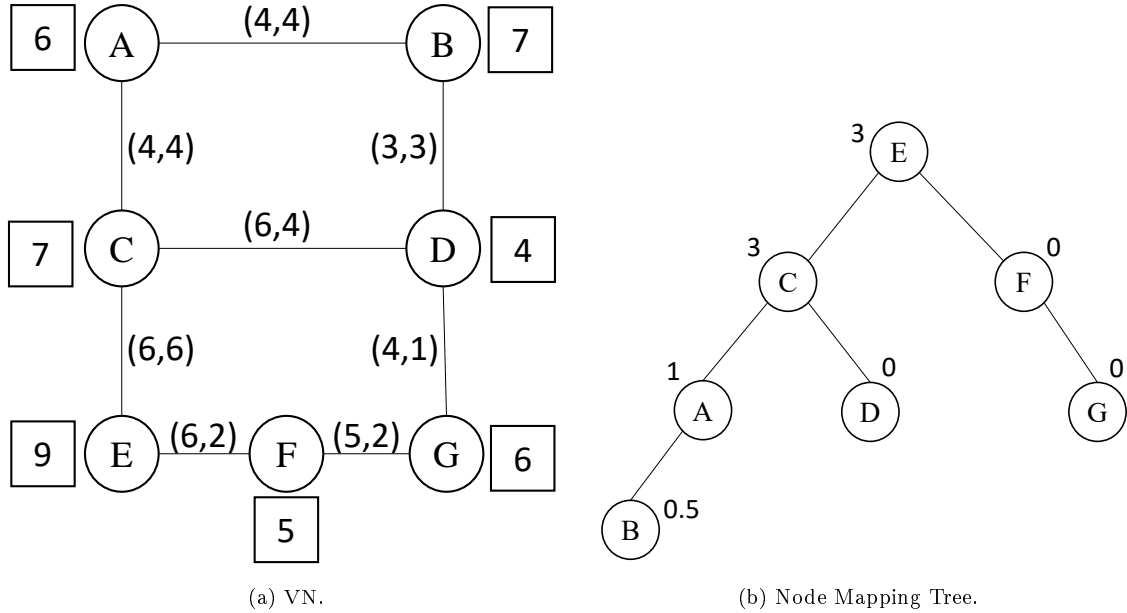 6 A (4,4) B 7
(4,4) (3,3)
7 C (6,4) D 4
(6,6) (4,1)
9 E (6,2) F (5,2) G 6
5
(a) VN.
3 E
3 C F 0
1 A D 0 G 0
B 0.5
(b) Node Mapping Tree.